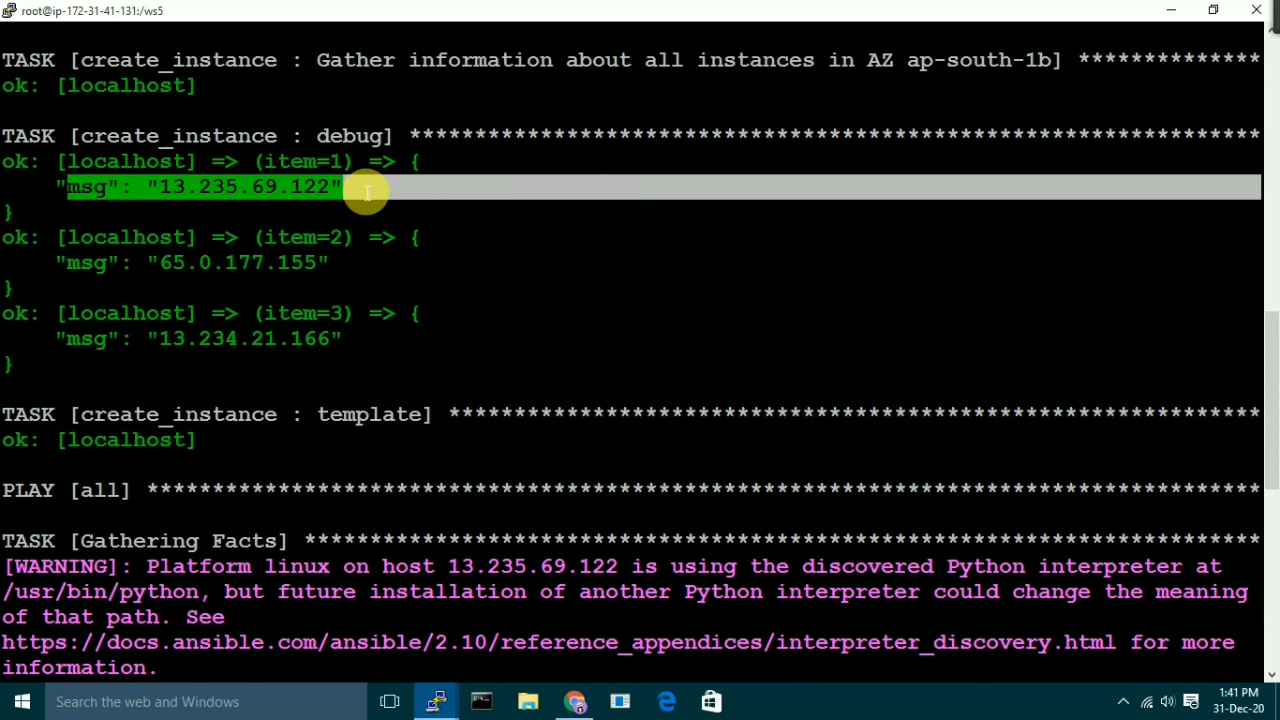 root@ip-172-31-41-131:/ws5
TASK [create_instance : Gather information about all instances in AZ ap-south-1b] **************
ok: [localhost]
TASK [create_instance : debug] *****************************************************************
ok: [localhost] => (item=1) => {
"msg": "13.235.69.122"
}
ok: [localhost] => (item=2) => {
"msg": "65.0.177.155"
}
ok: [localhost] => (item=3) => {
"msg": "13.234.21.166"
}
TASK [create_instance : template] **************************************************************
ok: [localhost]
PLAY [all] *************************************************************************************
TASK [Gathering Facts] *************************************************************************
[WARNING]: Platform linux on host 13.235.69.122 is using the discovered Python interpreter at
/usr/bin/python, but future installation of another Python interpreter could change the meaning
of that path. See
https://docs.ansible.com/ansible/2.10/reference_appendices/interpreter_discovery.html for more
information.
Search the web and Windows
1:41 PM
31-Dec-20